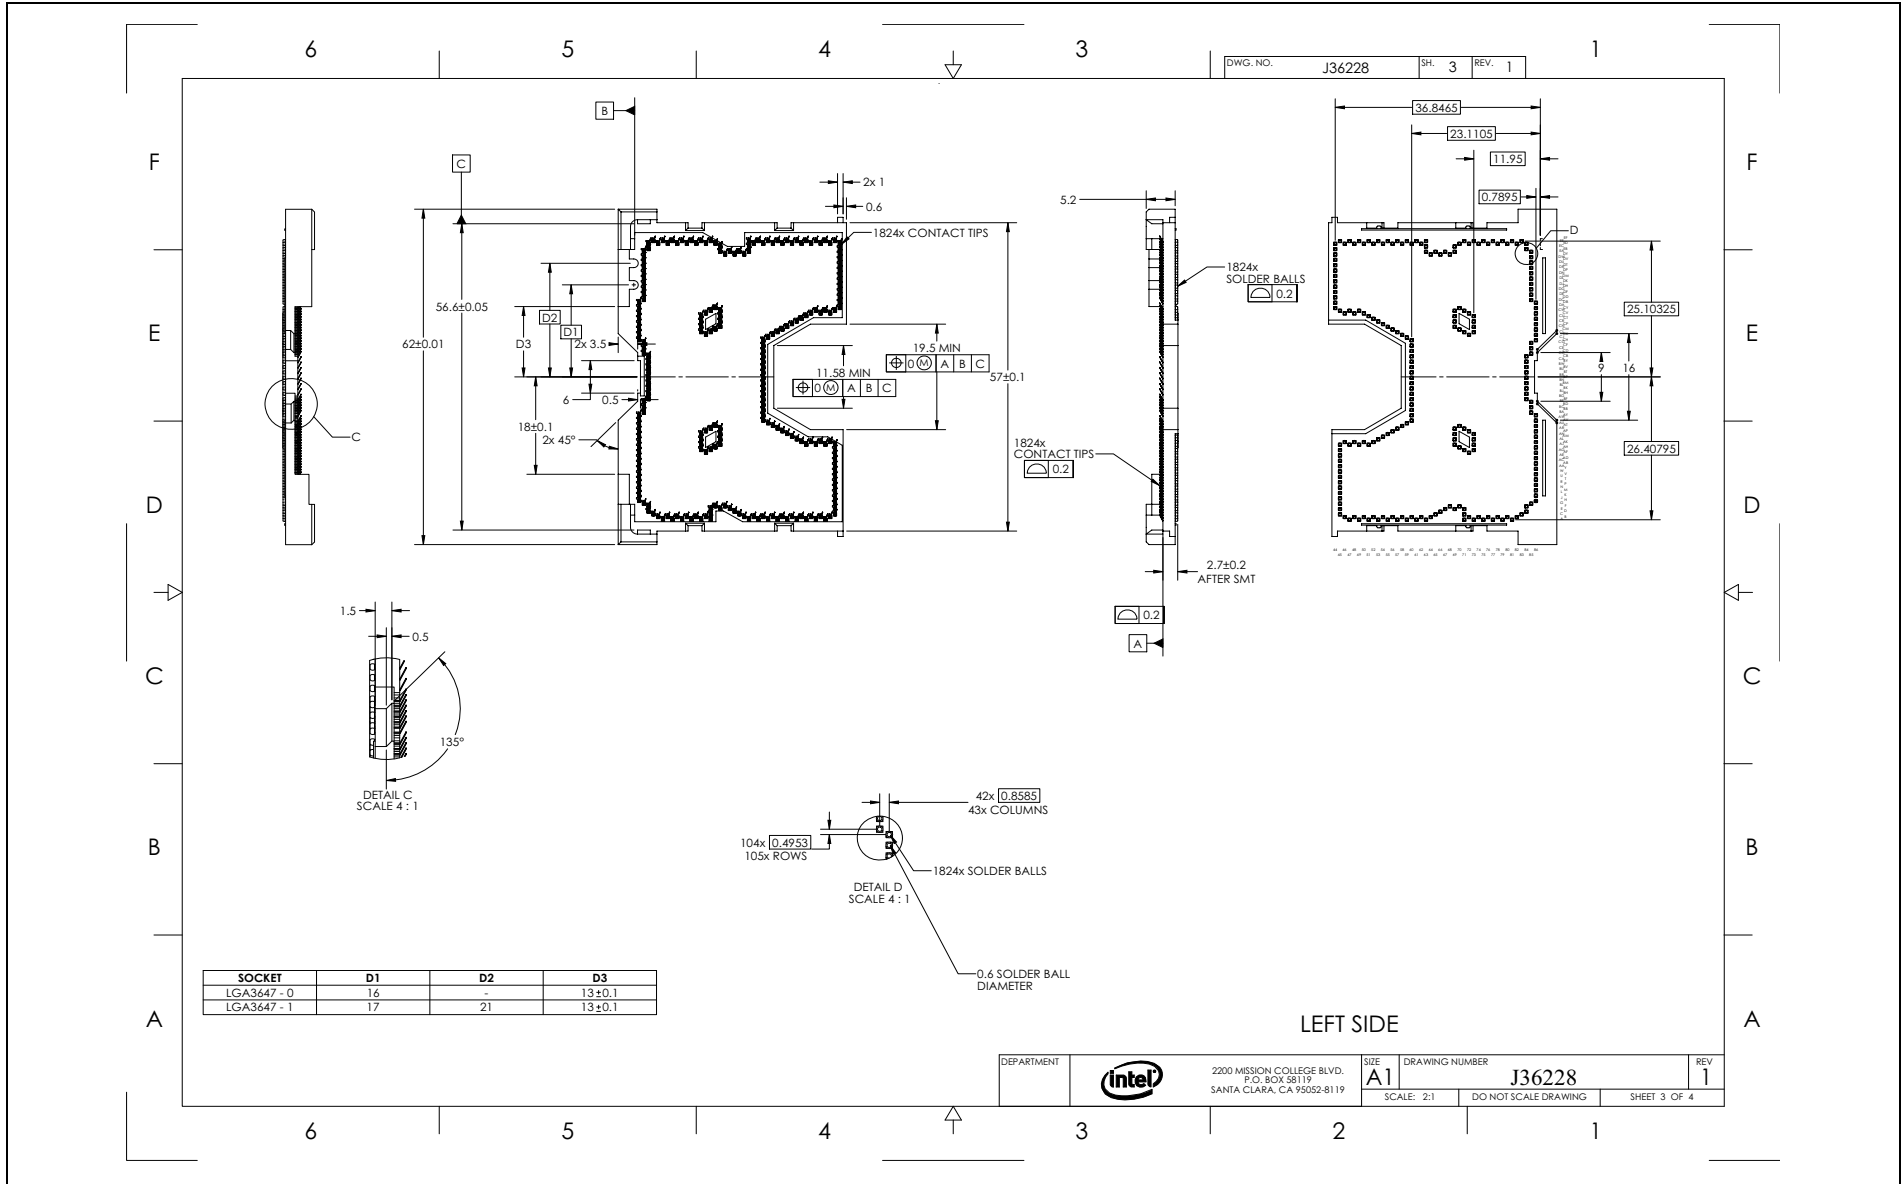 6
5
4
3
1
DWG. NO.
J36228
SH.
3
REV.
1
F
F
E
E
D
D
C
C
B
B
A
A
B
C
2x 1
0.6
1824x CONTACT TIPS
56.6±0.05
62±0.01
D2
D1
D3
2x 3.5
6
0.5
18±0.1
2x 45°
19.5 MIN
0 M A B C
11.58 MIN
0 M A B C
57±0.1
C
5.2
1824x
SOLDER BALLS
0.2
1824x
CONTACT TIPS
0.2
2.7±0.2
AFTER SMT
0.2
A
36.8465
23.1105
11.95
0.7895
D
25.10325
9
16
26.40795
1.5
0.5
135°
DETAIL C
SCALE 4 : 1
42x 0.8585
43x COLUMNS
104x 0.4953
105x ROWS
1824x SOLDER BALLS
DETAIL D
SCALE 4 : 1
0.6 SOLDER BALL
DIAMETER
SOCKET D1 D2 D3
LGA3647 - 0 16 - 13±0.1
LGA3647 - 1 17 21 13±0.1
LEFT SIDE
DEPARTMENT
intel
2200 MISSION COLLEGE BLVD.
P.O. BOX 58119
SANTA CLARA, CA 95052-8119
SIZE
A1
DRAWING NUMBER
J36228
REV
1
SCALE: 2:1
DO NOT SCALE DRAWING
SHEET 3 OF 4
6
5
4
3
2
1